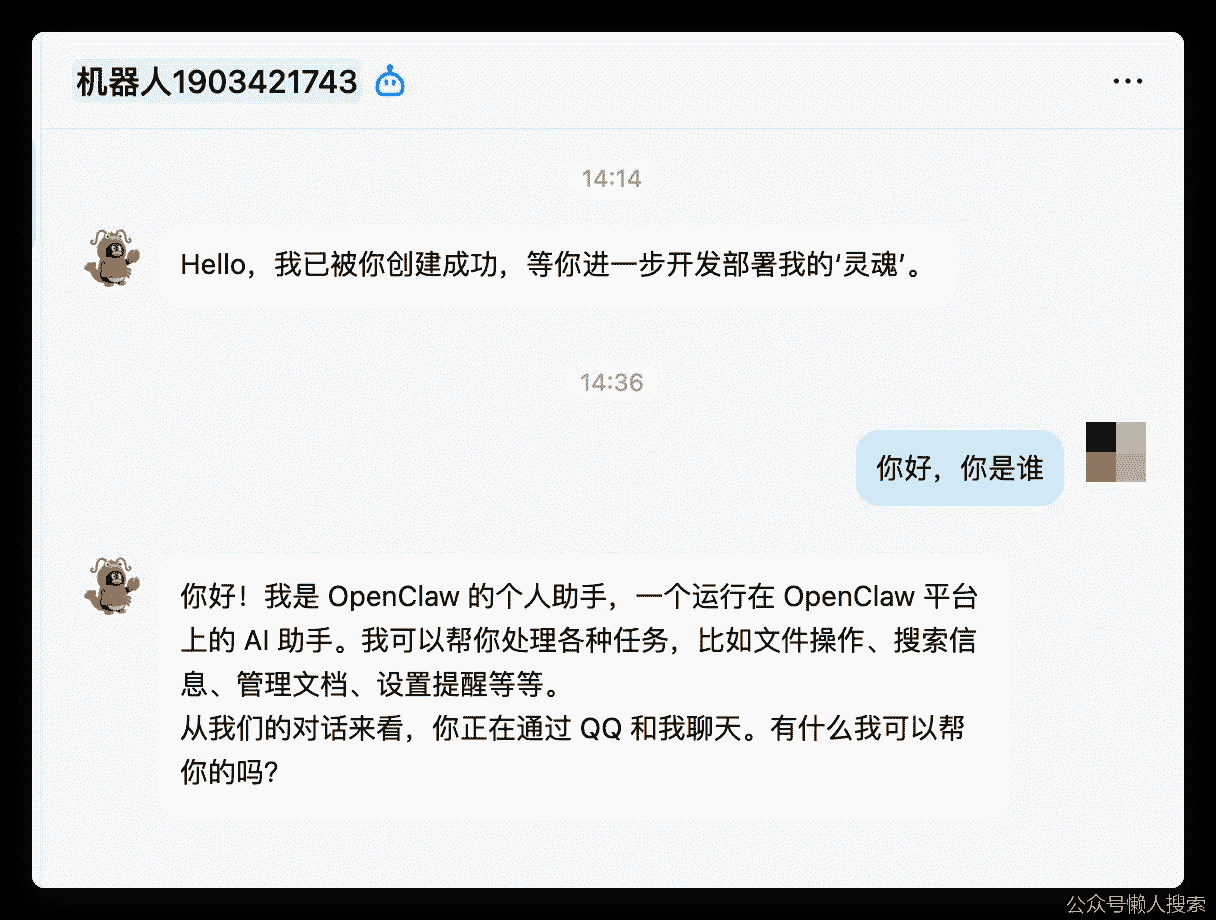 机器人1903421743
14:14
Hello，我已被你创建成功，等你进一步开发部署我的‘灵魂’。
14:36
你好，你是谁
你好！我是 OpenClaw 的个人助手，一个运行在 OpenClaw 平台
上的 AI 助手。我可以帮你处理各种任务，比如文件操作、搜索信
息、管理文档、设置提醒等等。
从我们的对话来看，你正在通过 QQ 和我聊天。有什么我可以帮
你的吗？
公众号懒人搜索